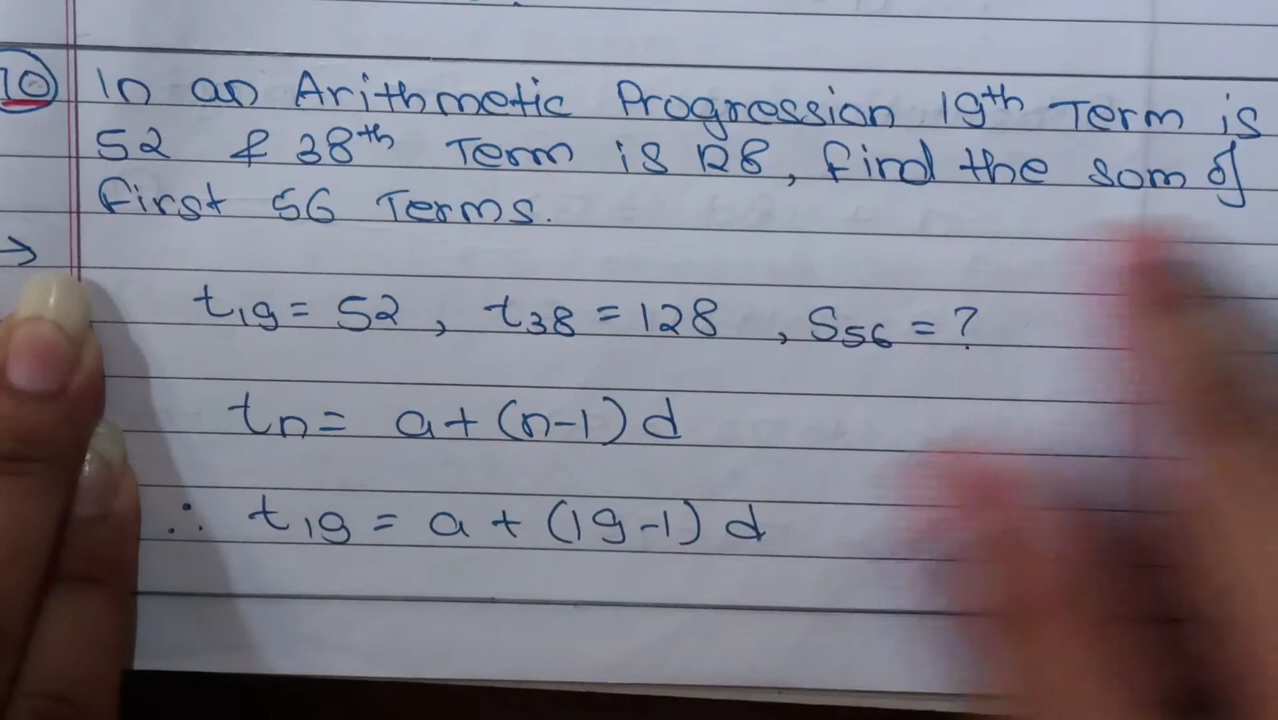 10 In an Arithmetic Progression 19th Term is
52 & 38th Term is 128, find the som of
first 56 Terms.
→
t19 = 52, t38 = 128, S56 = ?
tn = a + (n-1) d
∴ t19 = a + (19-1) d